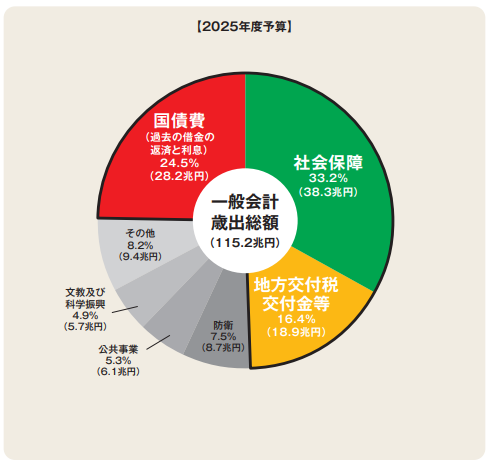 【2025年度予算】
国債費
（過去の借金の
返済と利息）
24.5%
（28.2兆円）
社会保障
33.2%
（38.3兆円）
一般会計
歳出総額
（115.2兆円）
その他
8.2%
（9.4兆円）
地方交付税
交付金等
16.4%
（18.9兆円）
文教及び
科学振興
4.9%
（5.7兆円）
防衛
7.5%
（8.7兆円）
公共事業
5.3%
（6.1兆円）